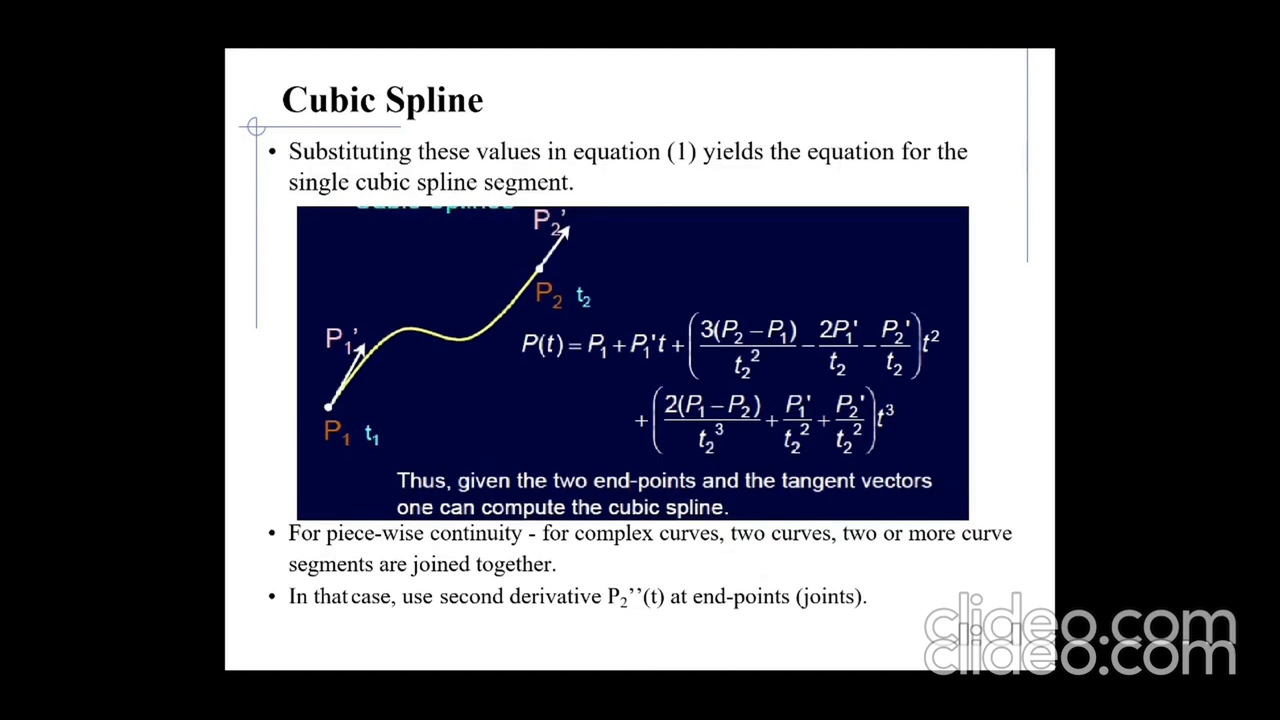 Cubic Spline
• Substituting these values in equation (1) yields the equation for the
single cubic spline segment.
Cubic Splines
P₂'
P₂ t₂
P₁'
P(t) = P₁ + P₁'t + (3(P₂ − P₁)/t₂² − 2P₁'/t₂ − P₂'/t₂)t²
+ (2(P₁ − P₂)/t₂³ + P₁'/t₂² + P₂'/t₂²)t³
P₁ t₁
Thus, given the two end-points and the tangent vectors
one can compute the cubic spline.
• For piece-wise continuity - for complex curves, two curves, two or more curve
segments are joined together.
• In that case, use second derivative P₂’’(t) at end-points (joints).
clideo.com
clideo.com